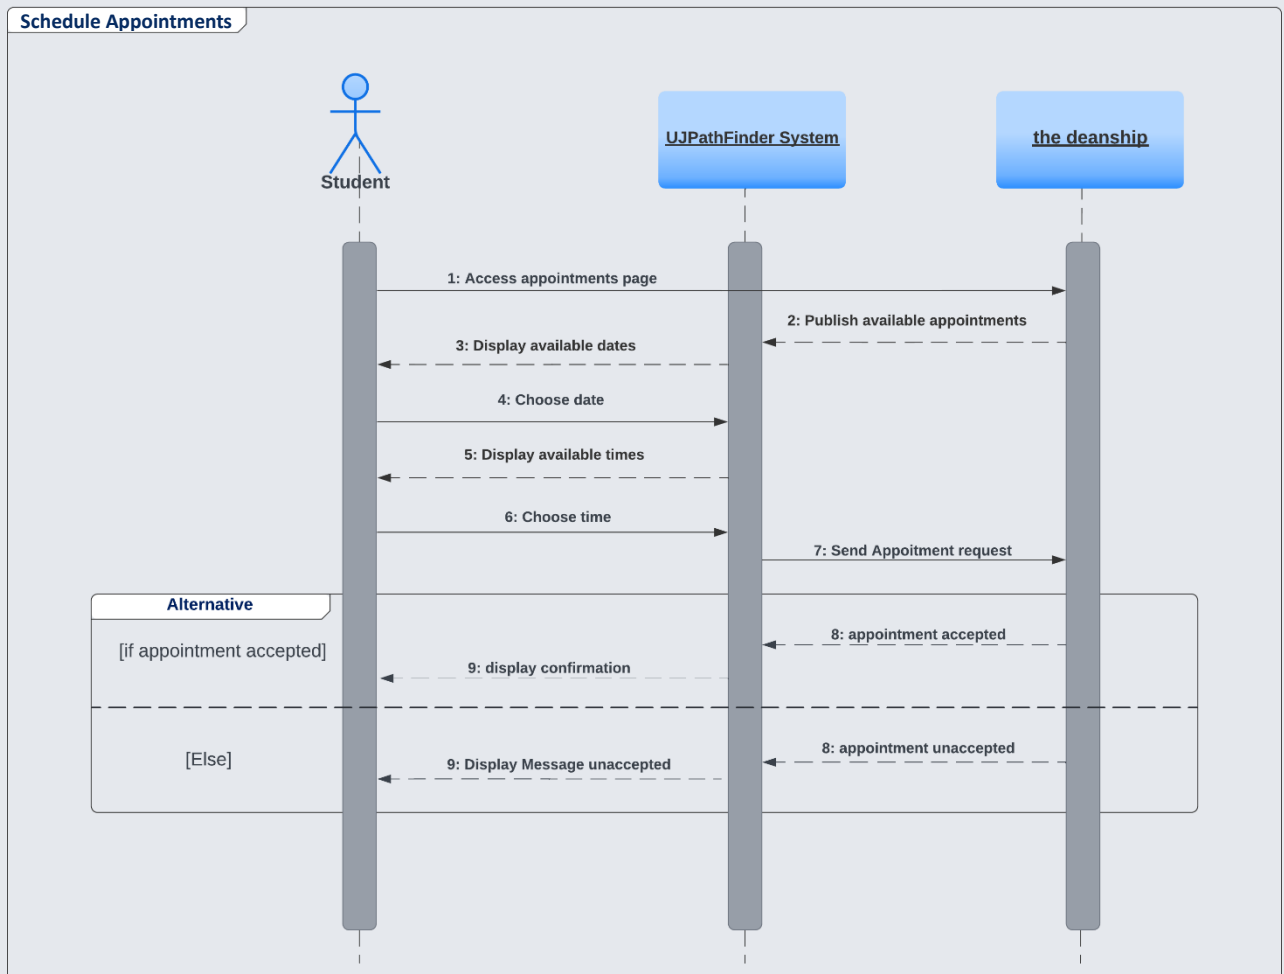 Schedule Appointments
Student
UJPathFinder System
the deanship
1: Access appointments page
2: Publish available appointments
3: Display available dates
4: Choose date
5: Display available times
6: Choose time
7: Send Appoitment request
Alternative
[if appointment accepted]
8: appointment accepted
9: display confirmation
[Else]
8: appointment unaccepted
9: Display Message unaccepted